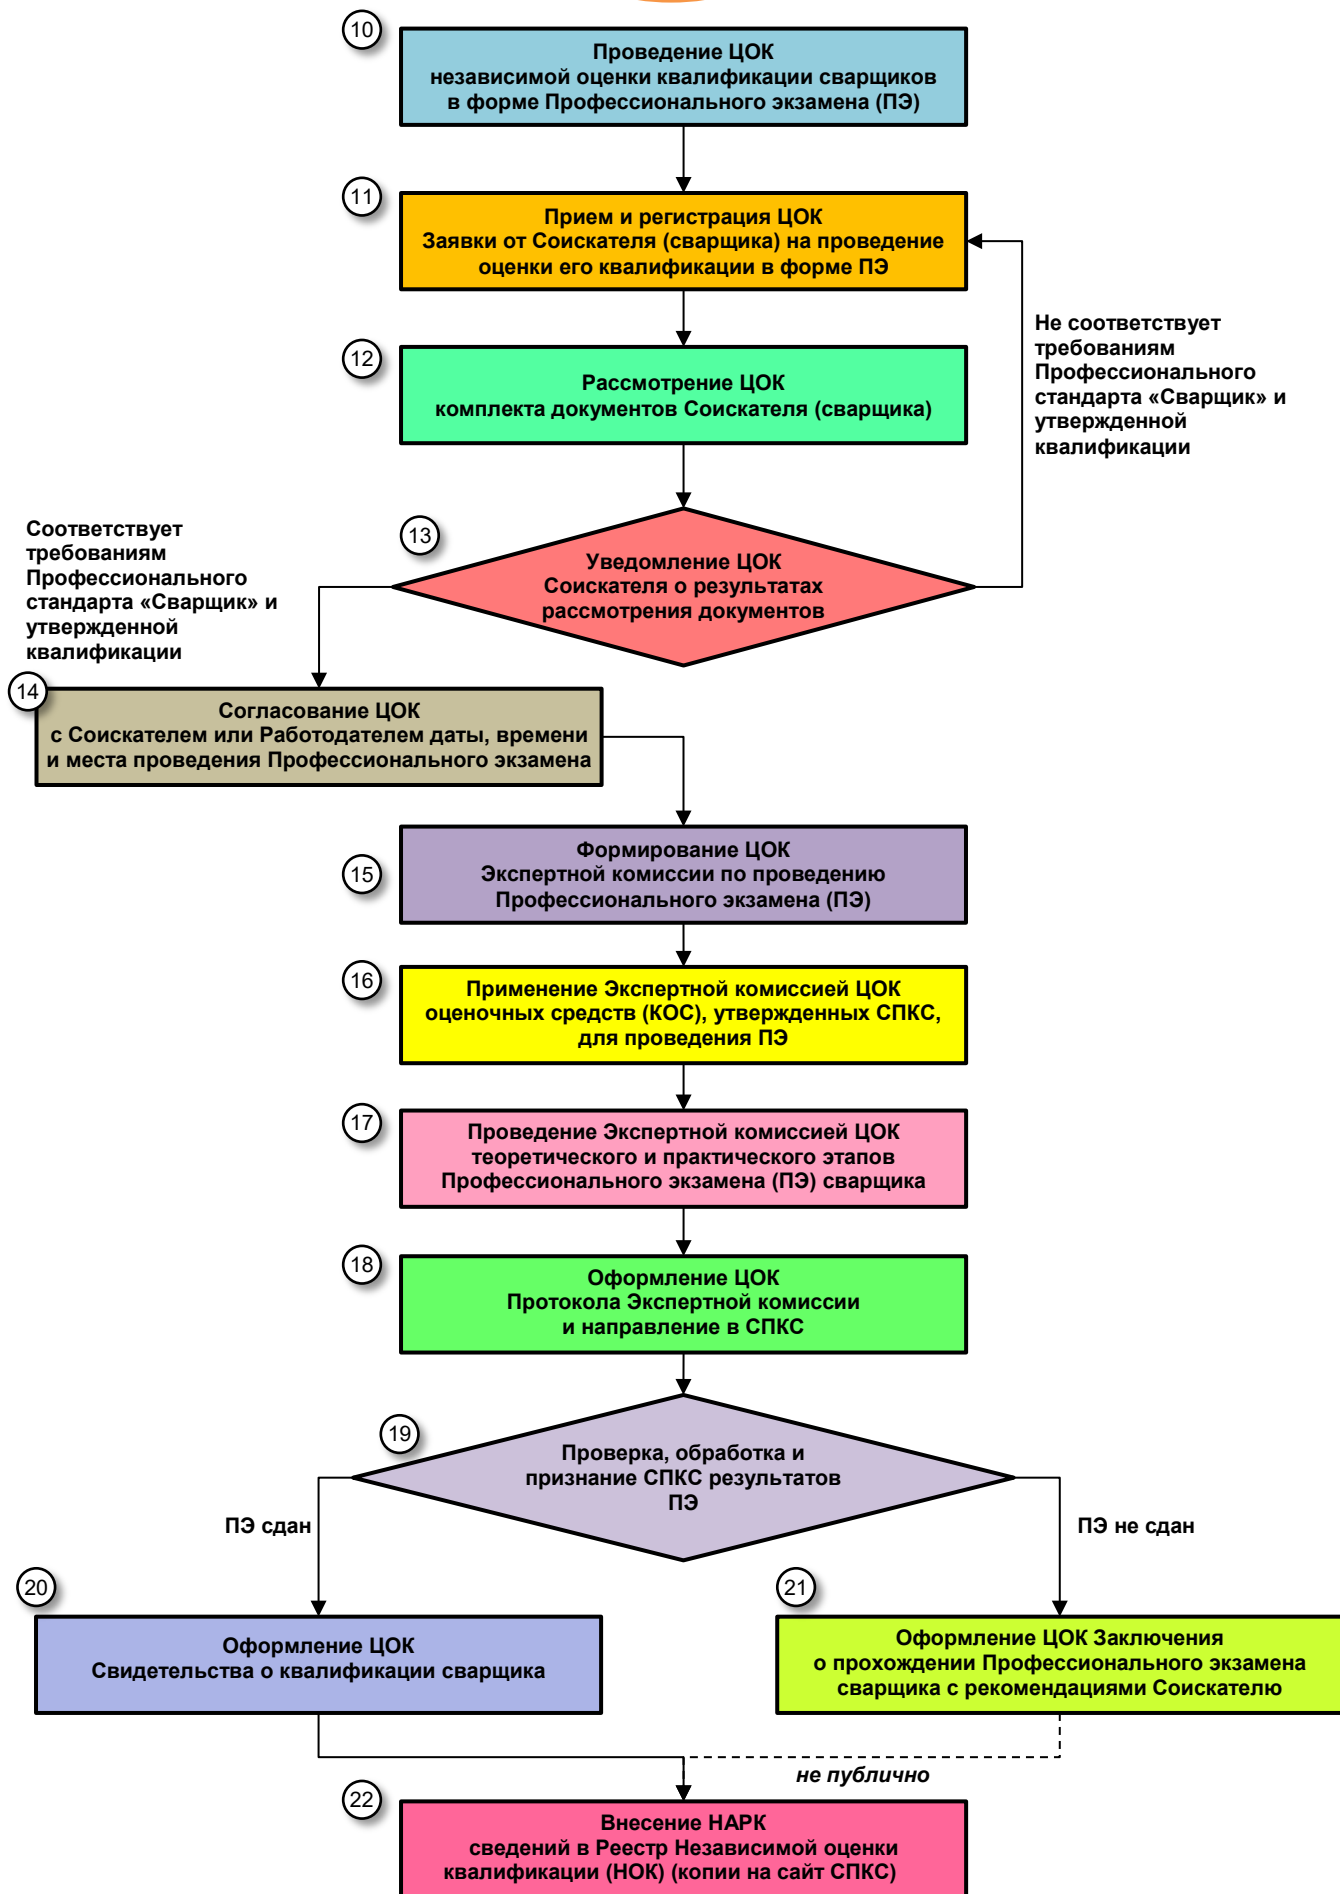 10
Проведение ЦОК
независимой оценки квалификации сварщиков
в форме Профессионального экзамена (ПЭ)
11
Прием и регистрация ЦОК
Заявки от Соискателя (сварщика) на проведение
оценки его квалификации в форме ПЭ
Не соответствует
требованиям
Профессионального
стандарта «Сварщик» и
утвержденной
квалификации
12
Рассмотрение ЦОК
комплекта документов Соискателя (сварщика)
Соответствует
требованиям
Профессионального
стандарта «Сварщик» и
утвержденной
квалификации
13
Уведомление ЦОК
Соискателя о результатах
рассмотрения документов
14
Согласование ЦОК
с Соискателем или Работодателем даты, времени
и места проведения Профессионального экзамена
15
Формирование ЦОК
Экспертной комиссии по проведению
Профессионального экзамена (ПЭ)
16
Применение Экспертной комиссией ЦОК
оценочных средств (КОС), утвержденных СПКС,
для проведения ПЭ
17
Проведение Экспертной комиссией ЦОК
теоретического и практического этапов
Профессионального экзамена (ПЭ) сварщика
18
Оформление ЦОК
Протокола Экспертной комиссии
и направление в СПКС
19
Проверка, обработка и
признание СПКС результатов
ПЭ
ПЭ сдан
ПЭ не сдан
20
Оформление ЦОК
Свидетельства о квалификации сварщика
21
Оформление ЦОК Заключения
о прохождении Профессионального экзамена
сварщика с рекомендациями Соискателю
не публично
22
Внесение НАРК
сведений в Реестр Независимой оценки
квалификации (НОК) (копии на сайт СПКС)